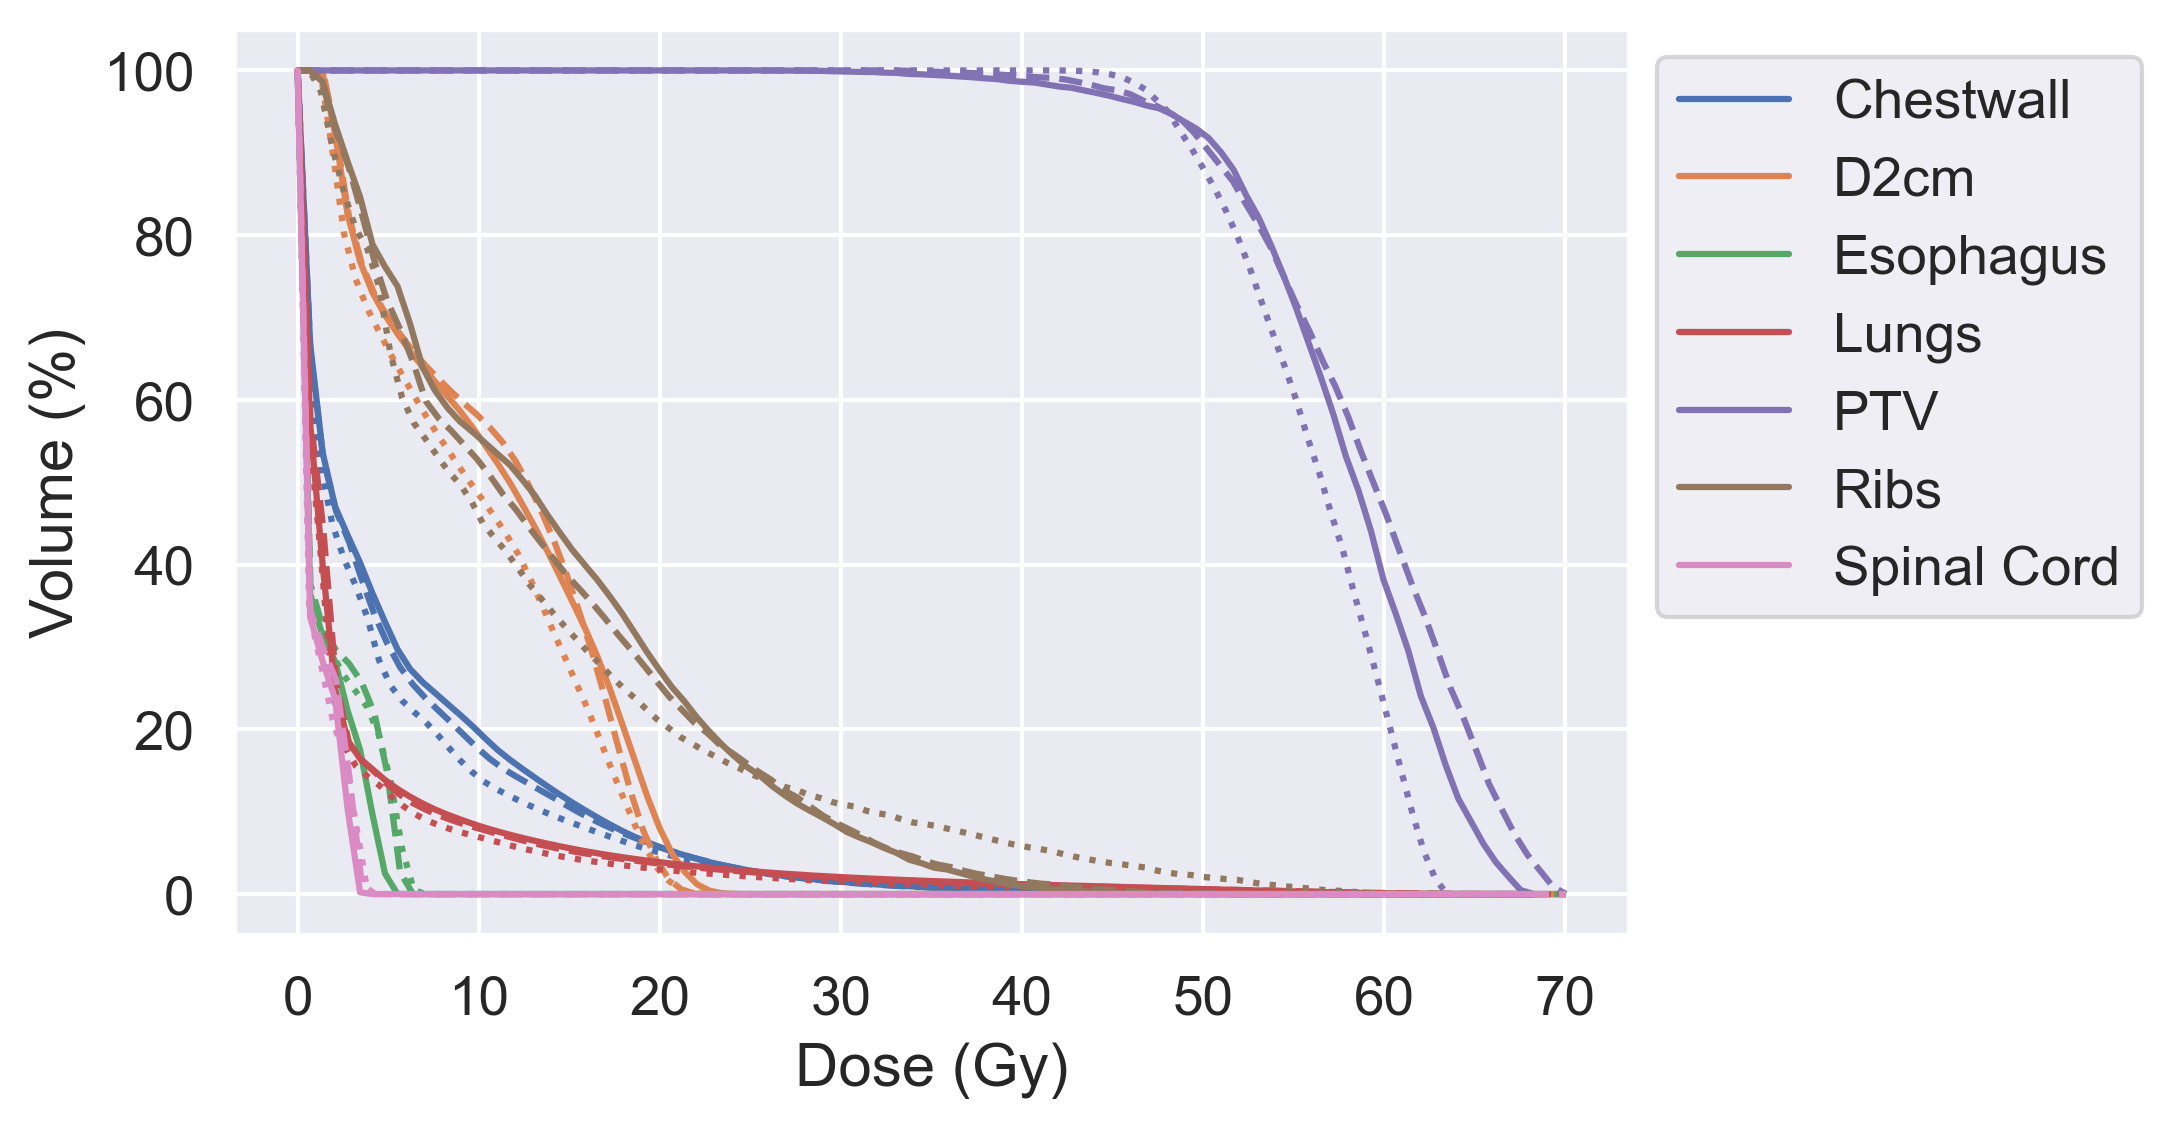 100
80
60
40
20
0
Volume (%)
0 10 20 30 40 50 60 70
Dose (Gy)
Chestwall
D2cm
Esophagus
Lungs
PTV
Ribs
Spinal Cord